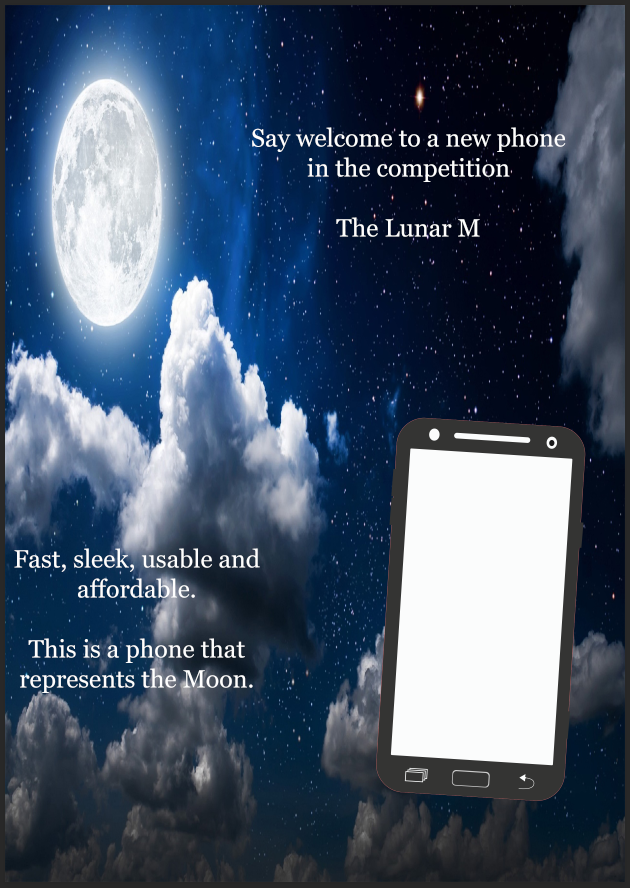 Say welcome to a new phone
in the competition
The Lunar M
Fast, sleek, usable and
affordable.
This is a phone that
represents the Moon.